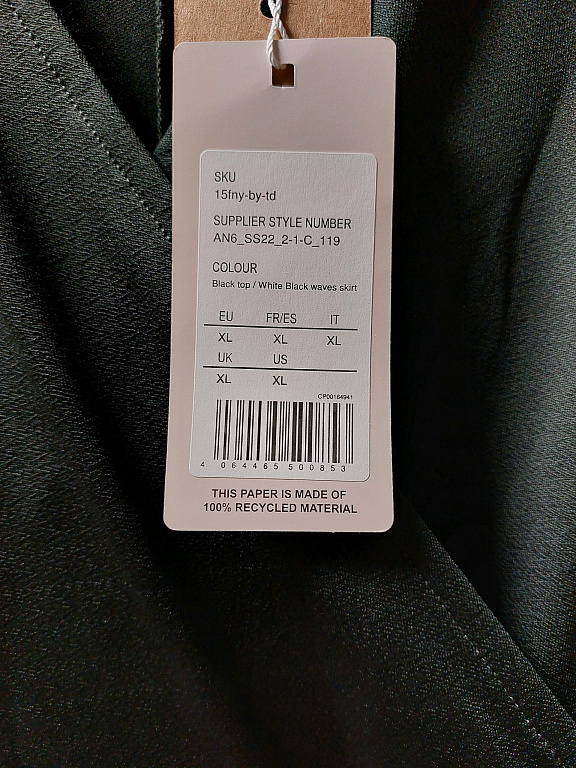 SKU
15fny-by-td
SUPPLIER STYLE NUMBER
AN6_SS22_2-1-C_119
COLOUR
Black top / White Black waves skirt
EU FR/ES IT
XL XL XL
UK US
XL XL
CP00164941
4 064465 500853
THIS PAPER IS MADE OF
100% RECYCLED MATERIAL